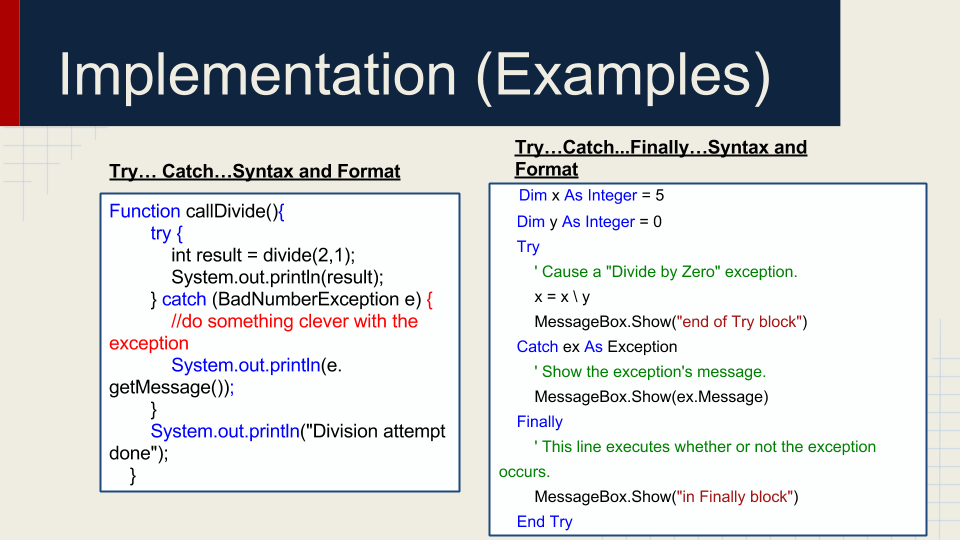 Implementation (Examples)
Try… Catch…Syntax and Format
Function callDivide(){
try {
int result = divide(2,1);
System.out.println(result);
} catch (BadNumberException e) {
//do something clever with the
exception
System.out.println(e.
getMessage());
}
System.out.println("Division attempt
done");
}
Try…Catch...Finally…Syntax and
Format
Dim x As Integer = 5
Dim y As Integer = 0
Try
' Cause a "Divide by Zero" exception.
x = x \ y
MessageBox.Show("end of Try block")
Catch ex As Exception
' Show the exception's message.
MessageBox.Show(ex.Message)
Finally
' This line executes whether or not the exception
occurs.
MessageBox.Show("in Finally block")
End Try